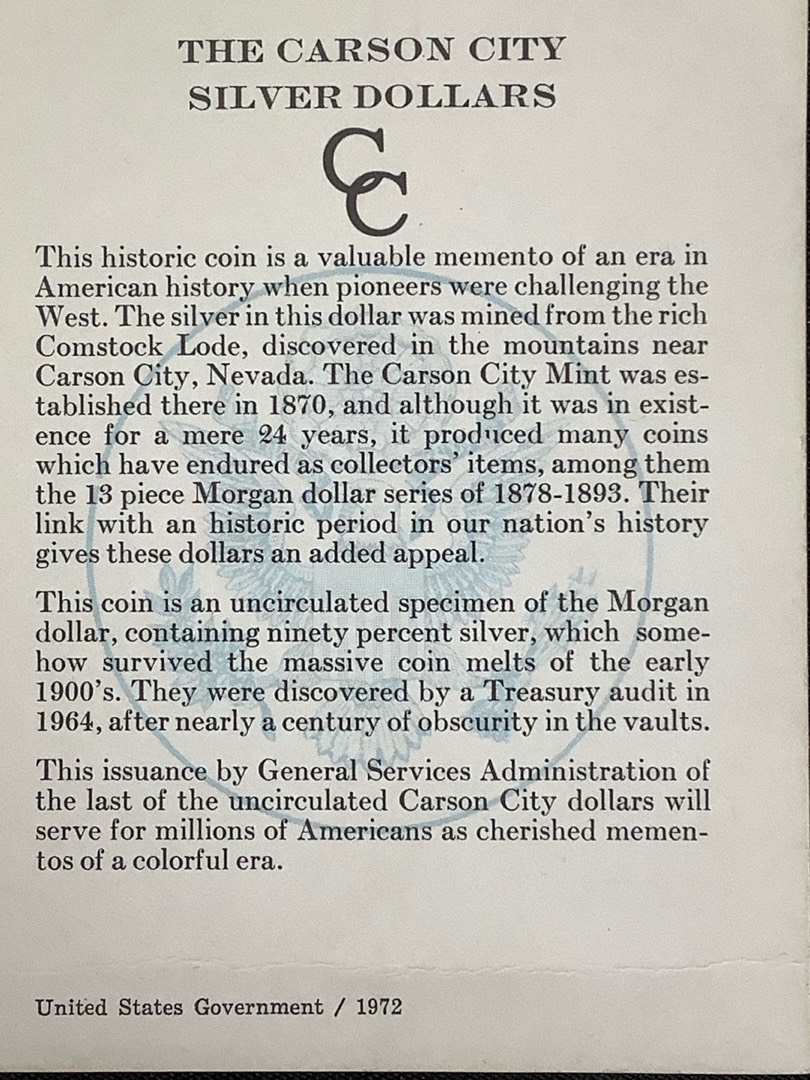 THE CARSON CITY
SILVER DOLLARS
CC
This historic coin is a valuable memento of an era in
American history when pioneers were challenging the
West. The silver in this dollar was mined from the rich
Comstock Lode, discovered in the mountains near
Carson City, Nevada. The Carson City Mint was es-
tablished there in 1870, and although it was in exist-
ence for a mere 24 years, it produced many coins
which have endured as collectors' items, among them
the 13 piece Morgan dollar series of 1878-1893. Their
link with an historic period in our nation's history
gives these dollars an added appeal.
This coin is an uncirculated specimen of the Morgan
dollar, containing ninety percent silver, which some-
how survived the massive coin melts of the early
1900's. They were discovered by a Treasury audit in
1964, after nearly a century of obscurity in the vaults.
This issuance by General Services Administration of
the last of the uncirculated Carson City dollars will
serve for millions of Americans as cherished memen-
tos of a colorful era.
United States Government / 1972